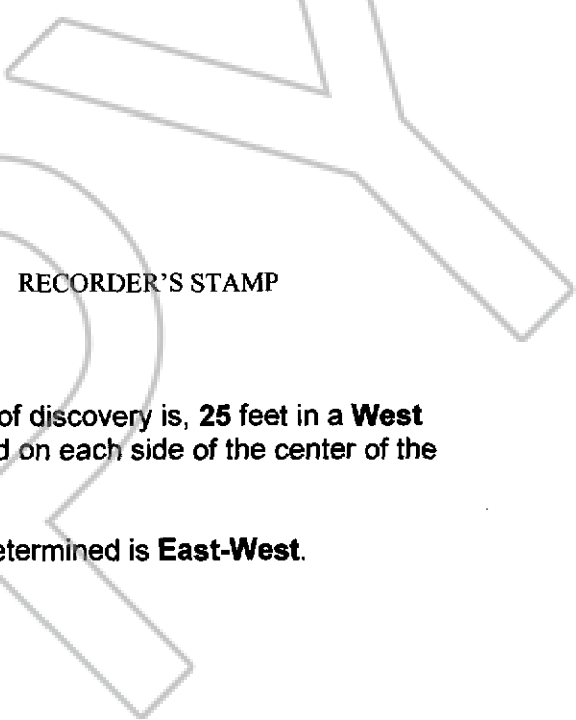 RECORDER'S STAMP
of discovery is, 25 feet in a West
on each side of the center of the
etermined is East-West.